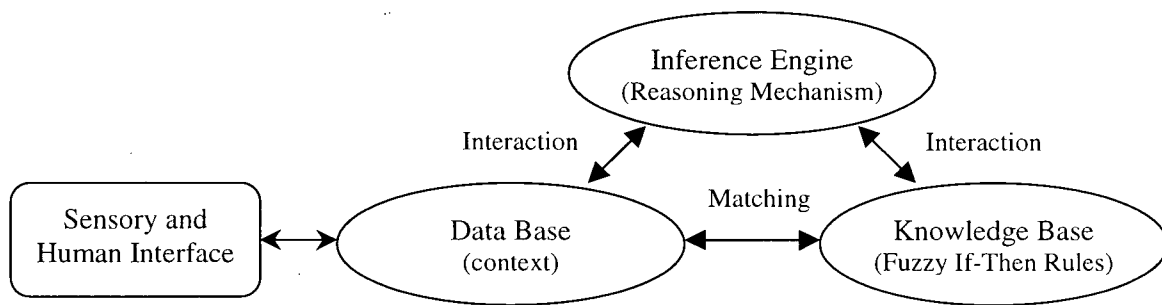 Inference Engine
(Reasoning Mechanism)
Interaction
Interaction
Sensory and
Human Interface
Matching
Data Base
(context)
Knowledge Base
(Fuzzy If-Then Rules)